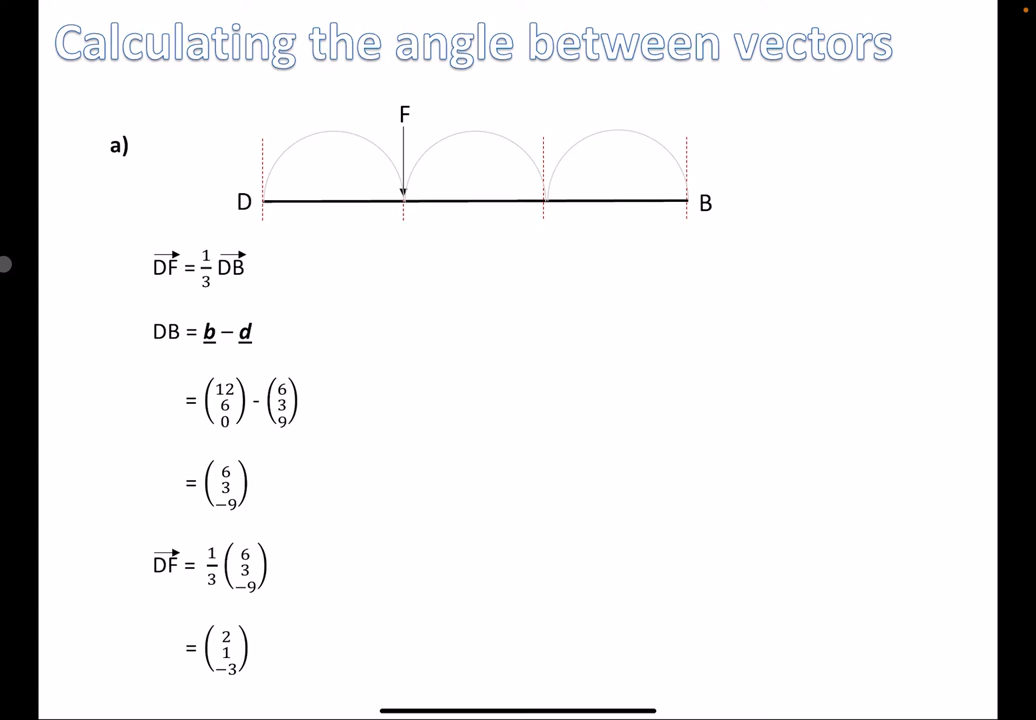 Calculating the angle between vectors
F
a)
D B
DF = 1/3 DB
DB = b – d
= (12 6 0) - (6 3 9)
= (6 3 −9)
DF = 1/3 (6 3 −9)
= (2 1 −3)